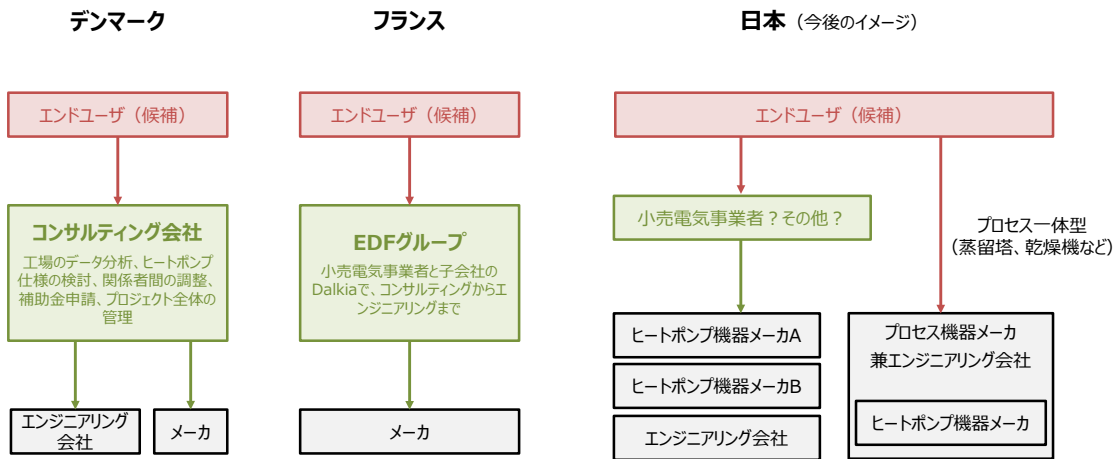 デンマーク
フランス
日本（今後のイメージ）
エンドユーザ（候補）
エンドユーザ（候補）
エンドユーザ（候補）
コンサルティング会社
工場のデータ分析、ヒートポンプ
仕様の検討、関係者間の調整、
補助金申請、プロジェクト全体の
管理
EDFグループ
小売電気事業者と子会社の
Dalkiaで、コンサルティングからエ
ンジニアリングまで
小売電気事業者？その他？
プロセス一体型
（蒸留塔、乾燥機など）
エンジニアリング
会社
メーカ
メーカ
ヒートポンプ機器メーカA
ヒートポンプ機器メーカB
エンジニアリング会社
プロセス機器メーカ
兼エンジニアリング会社
ヒートポンプ機器メーカ